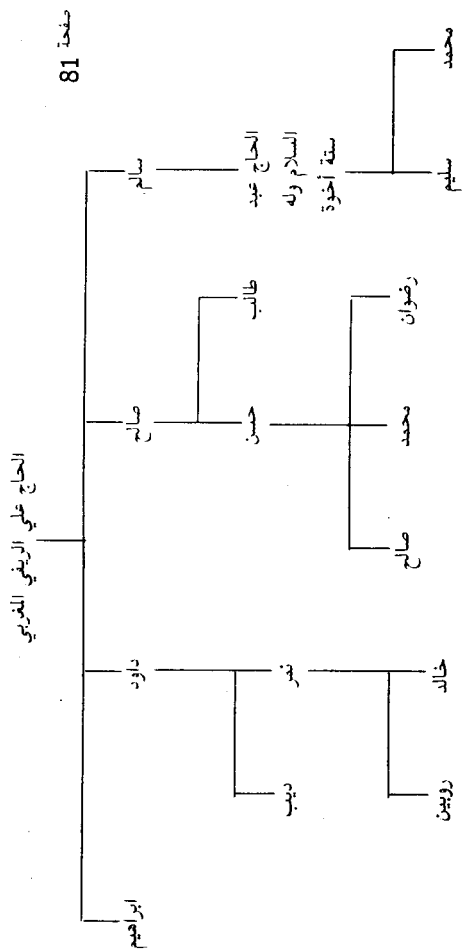 صفحة 81
الحاج علي الريفي المغربي
سالم
صالح
داود
ابراهيم
الحاج عبد
السلام وله
ستة أخوة
طالب
حسن
نمر
ديب
محمد
سليم
رضوان
محمد
صالح
خالد
روبين